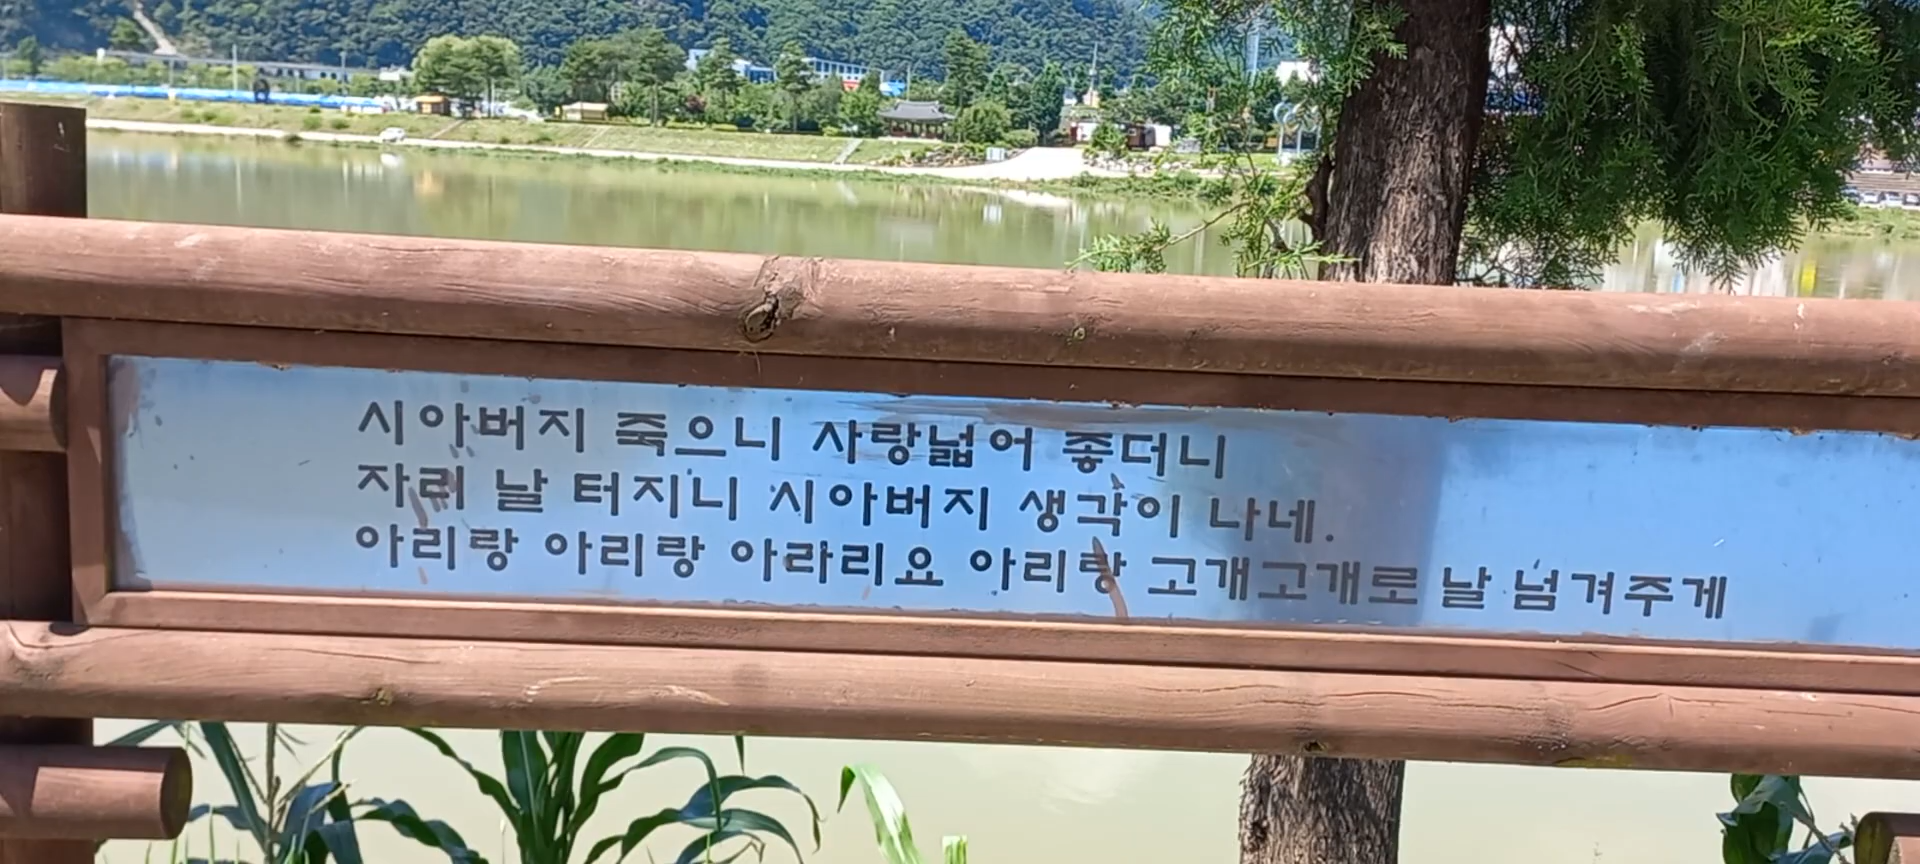 시아버지 죽으니 사랑넓어 좋더니
자리 날 터지니 시아버지 생각이 나네.
아리랑 아리랑 아라리요 아리랑 고개고개로 날 넘겨주게